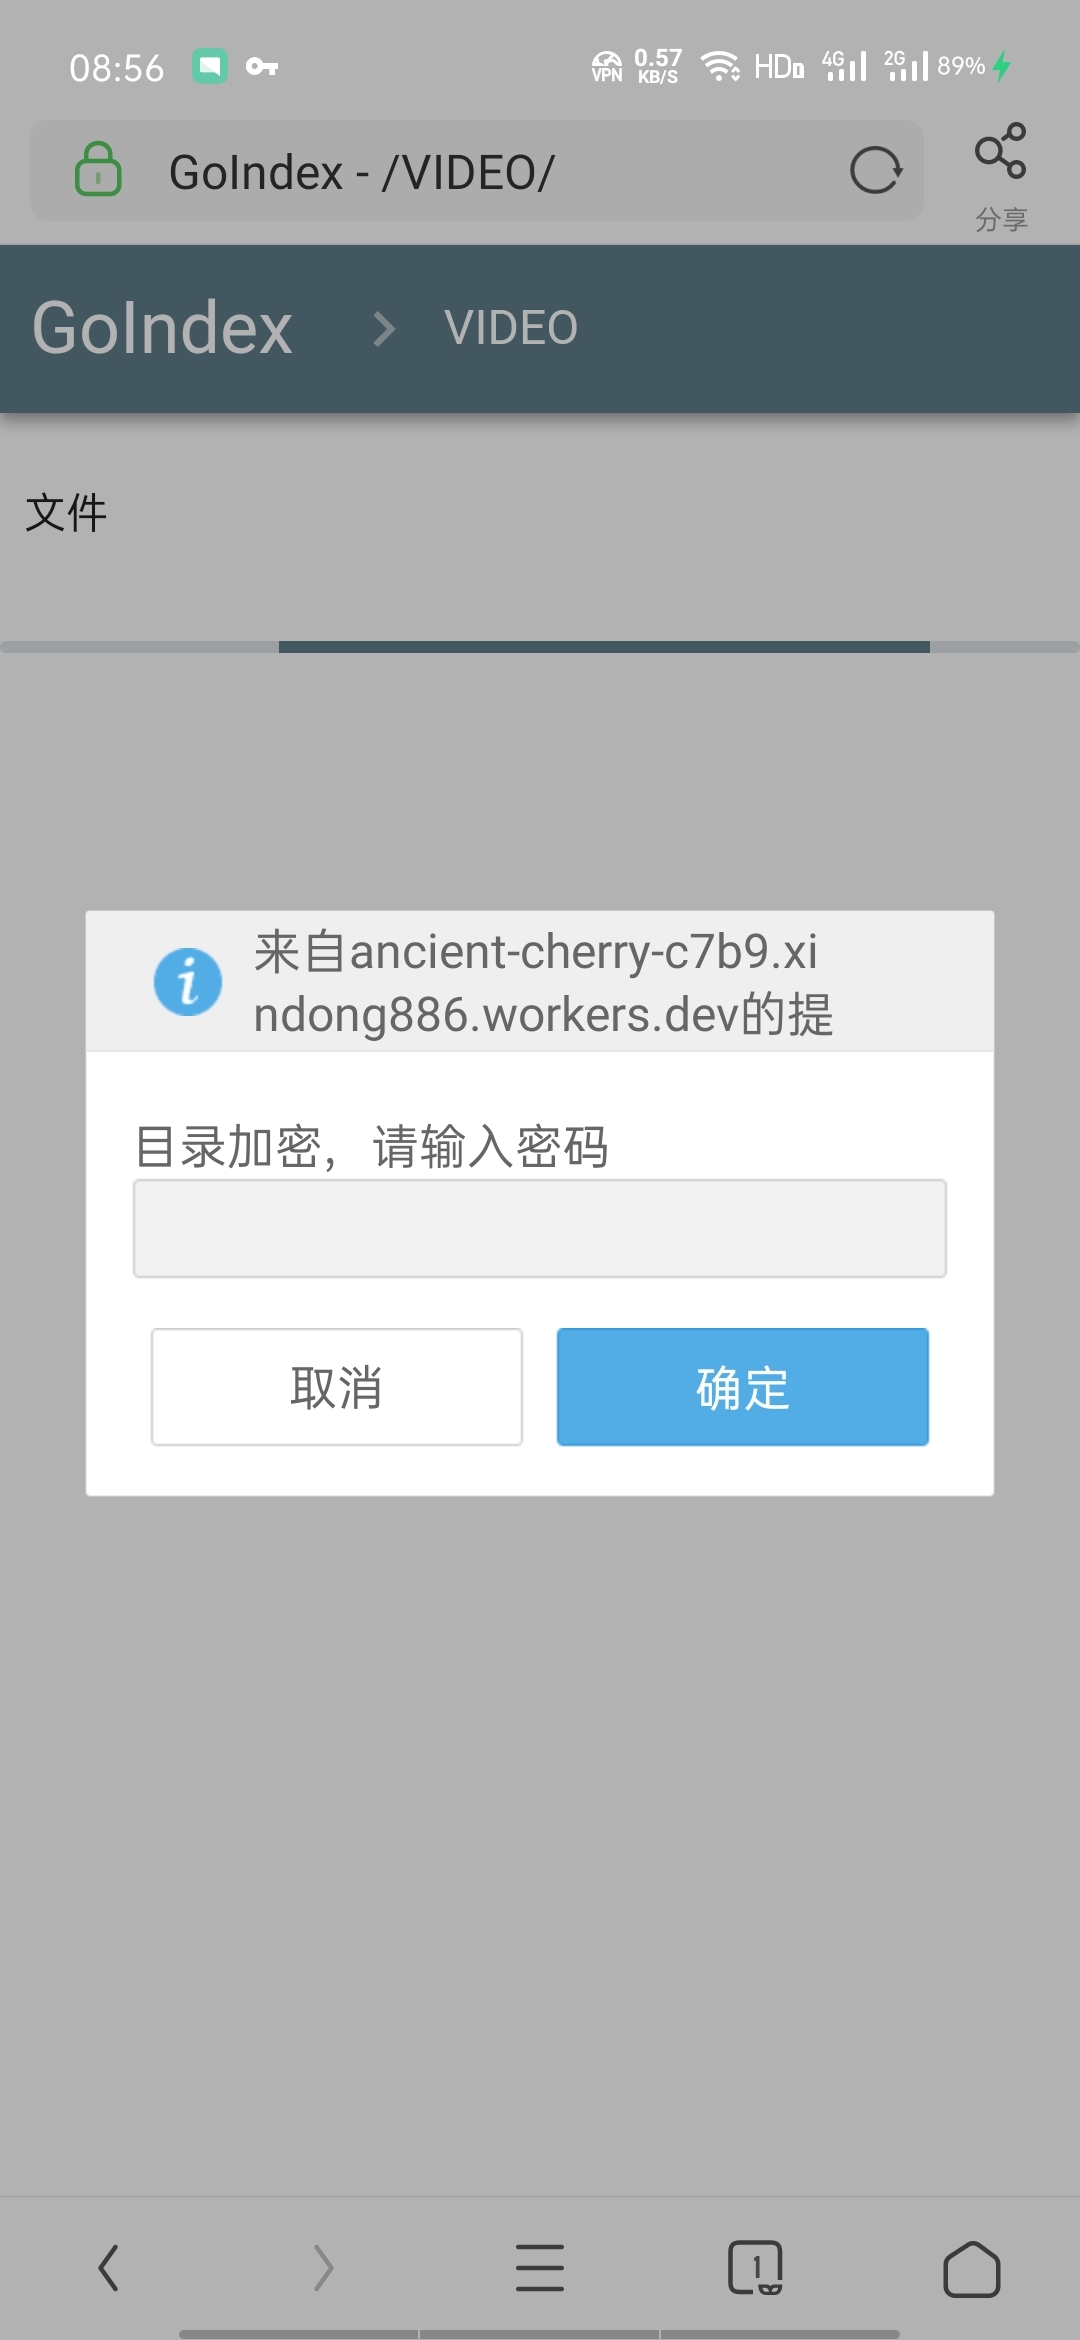 08:56
VPN 0.57 KB/S HD 4G 2G 89%
GoIndex - /VIDEO/
分享
GoIndex VIDEO
文件
来自ancient-cherry-c7b9.xi
ndong886.workers.dev的提
目录加密，请输入密码
取消 确定
1